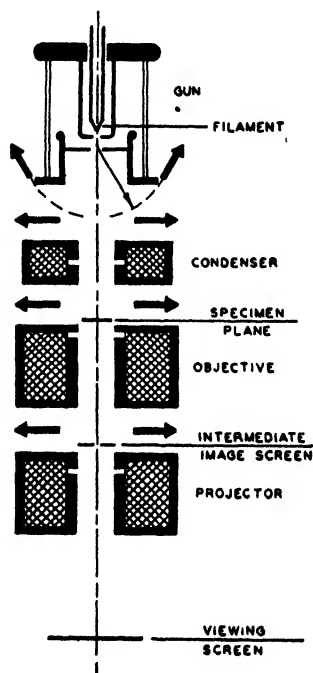 GUN
FILAMENT
CONDENSER
SPECIMEN
PLANE
OBJECTIVE
INTERMEDIATE
IMAGE SCREEN
PROJECTOR
VIEWING
SCREEN